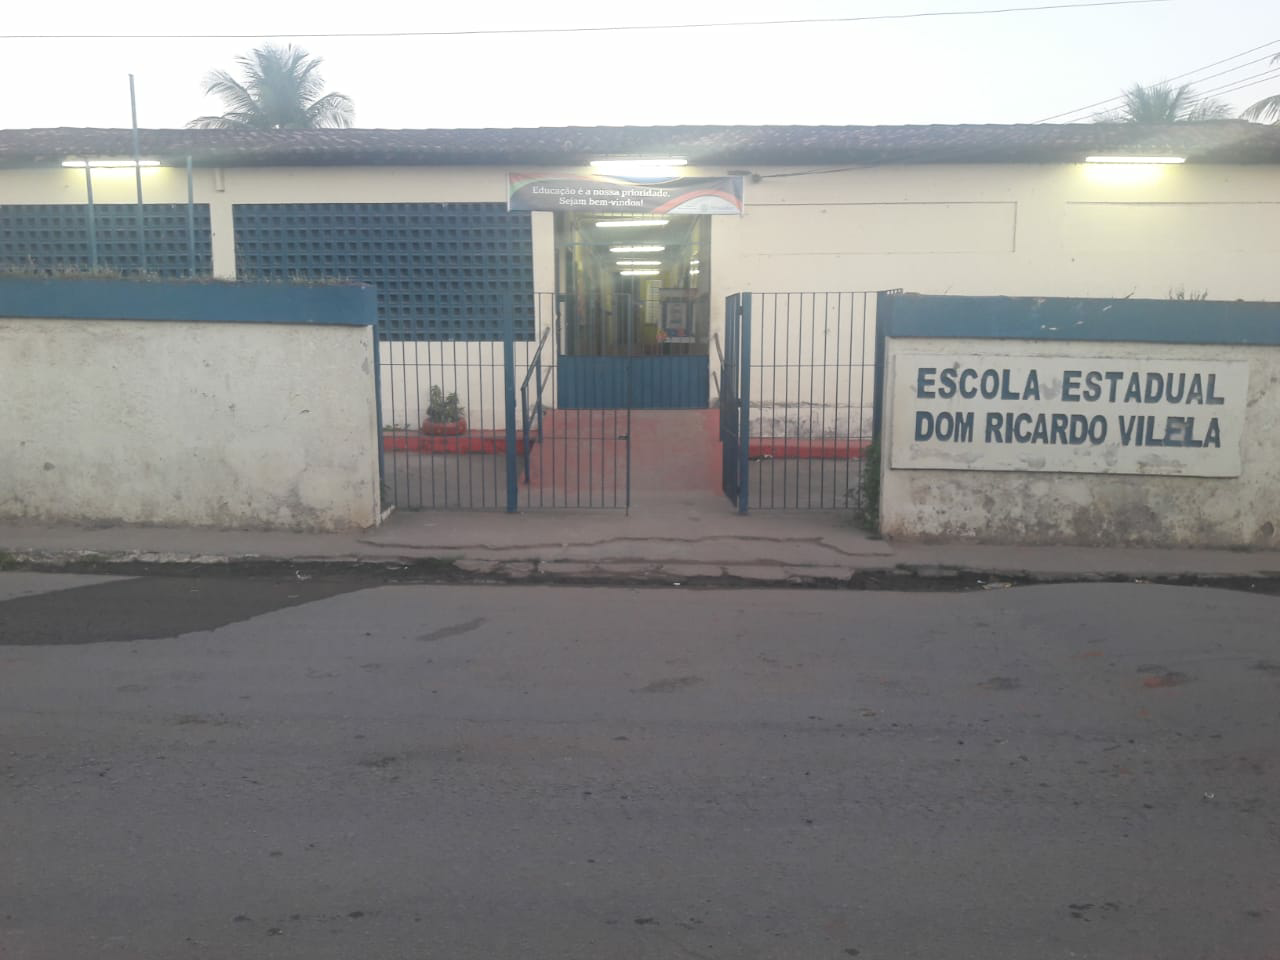 Educação é a nossa prioridade.
Sejam bem-vindos!
ESCOLA ESTADUAL
DOM RICARDO VILELA